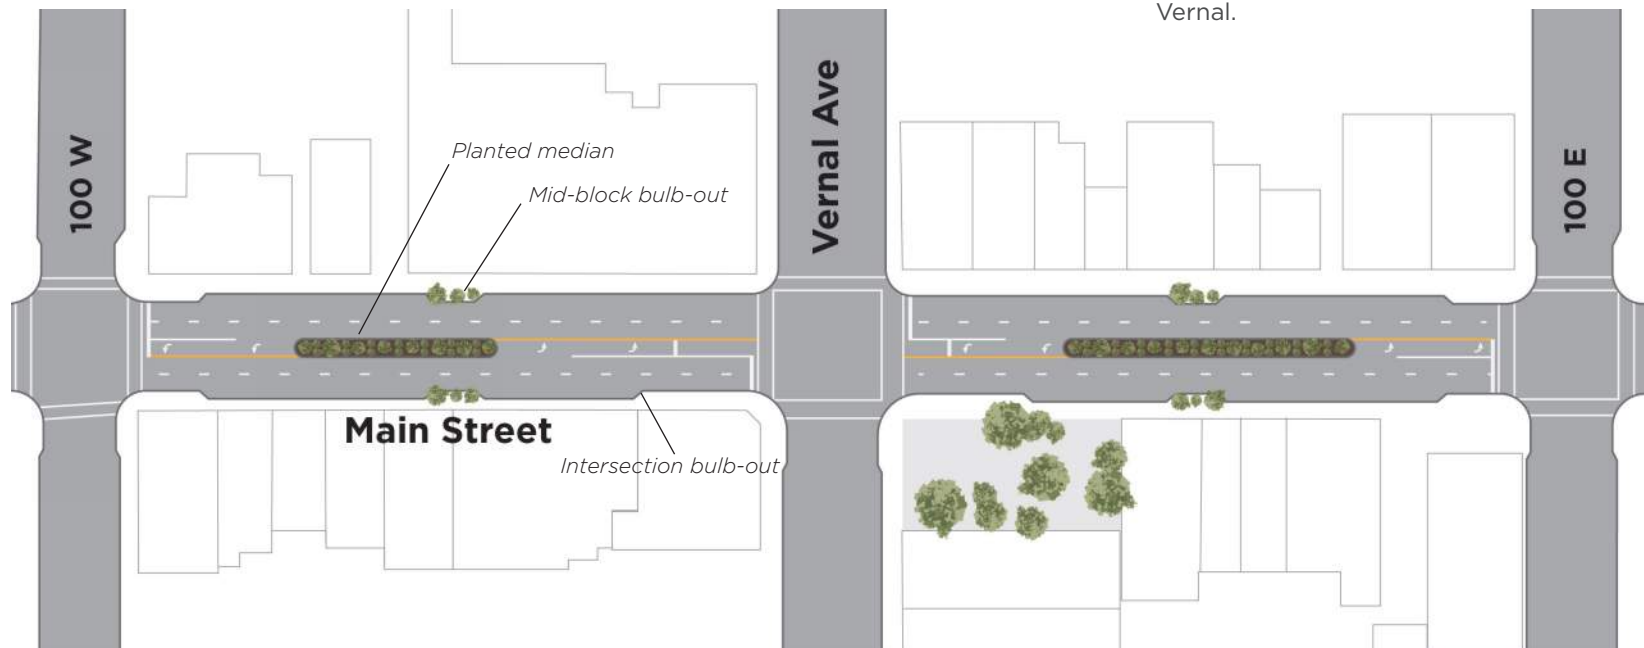 Vernal.
100 W
Planted median
Mid-block bulb-out
Vernal Ave
100 E
Main Street
Intersection bulb-out